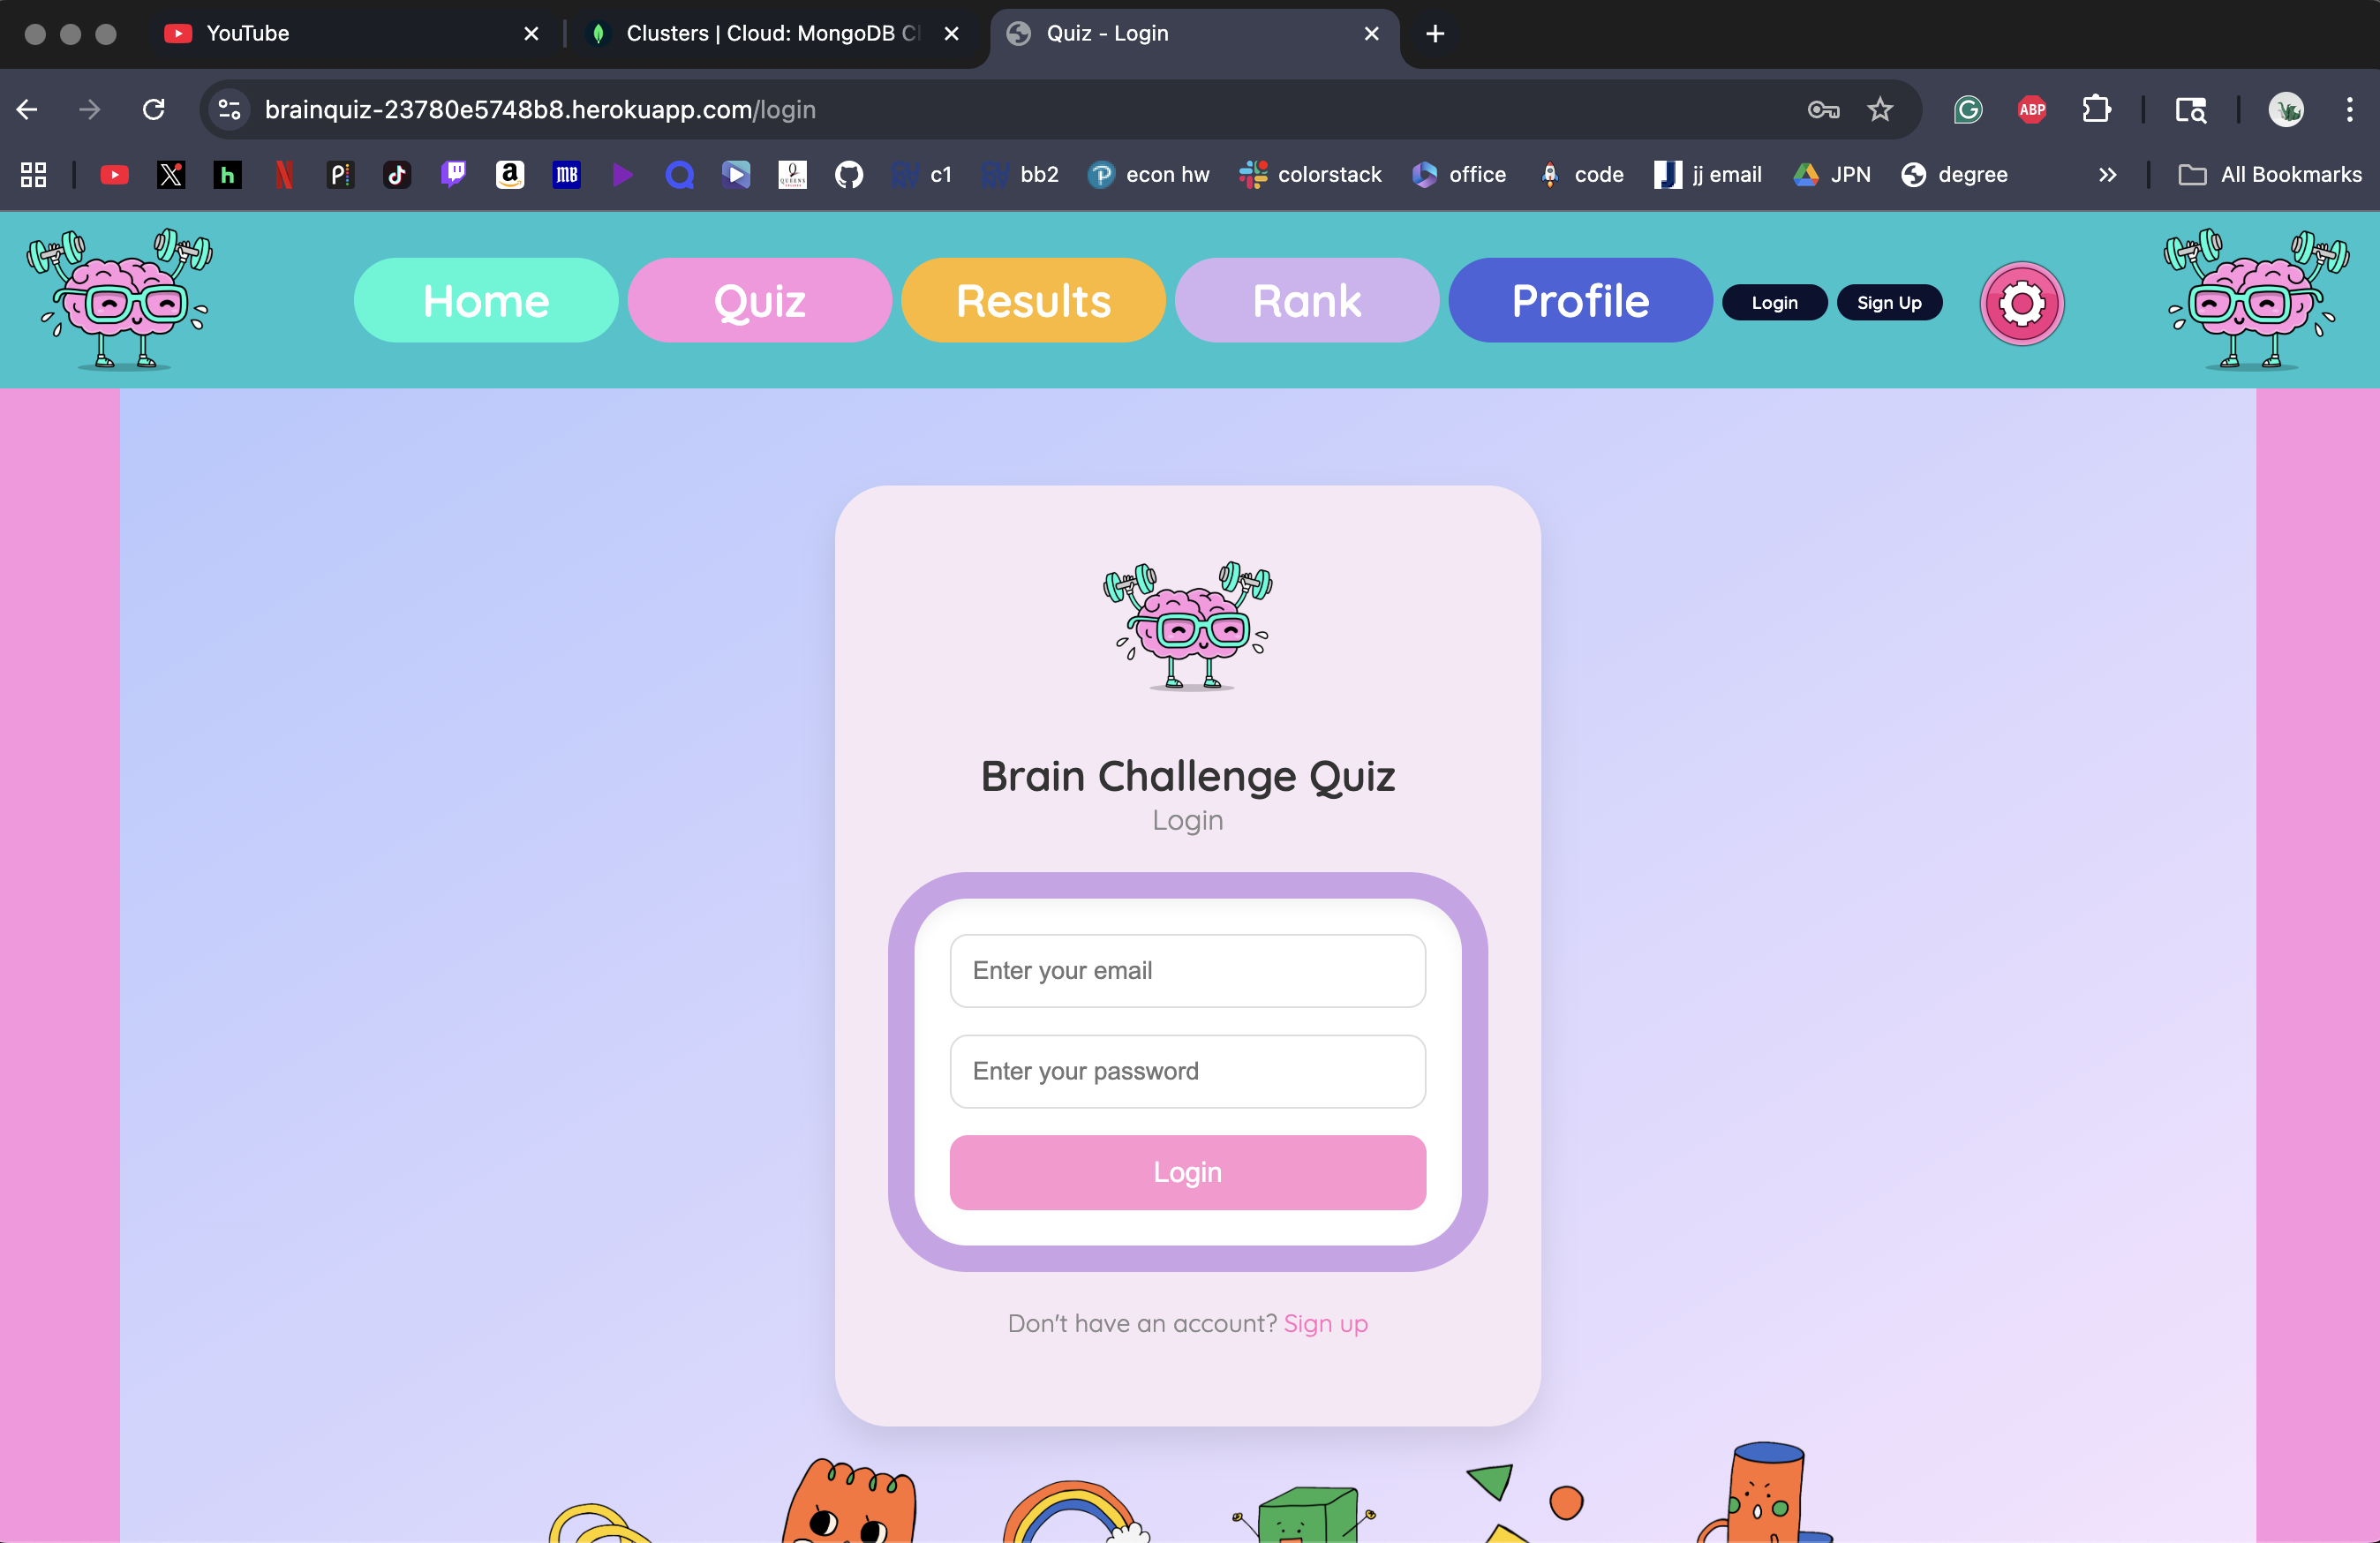 YouTube
Clusters | Cloud: MongoDB Cl
Quiz - Login
brainquiz-23780e5748b8.herokuapp.com/login
ABP
c1
bb2
econ hw
colorstack
office
code
jj email
JPN
degree
All Bookmarks
Home
Quiz
Results
Rank
Profile
Login
Sign Up
Brain Challenge Quiz
Login
Enter your email
Enter your password
Login
Don't have an account? Sign up